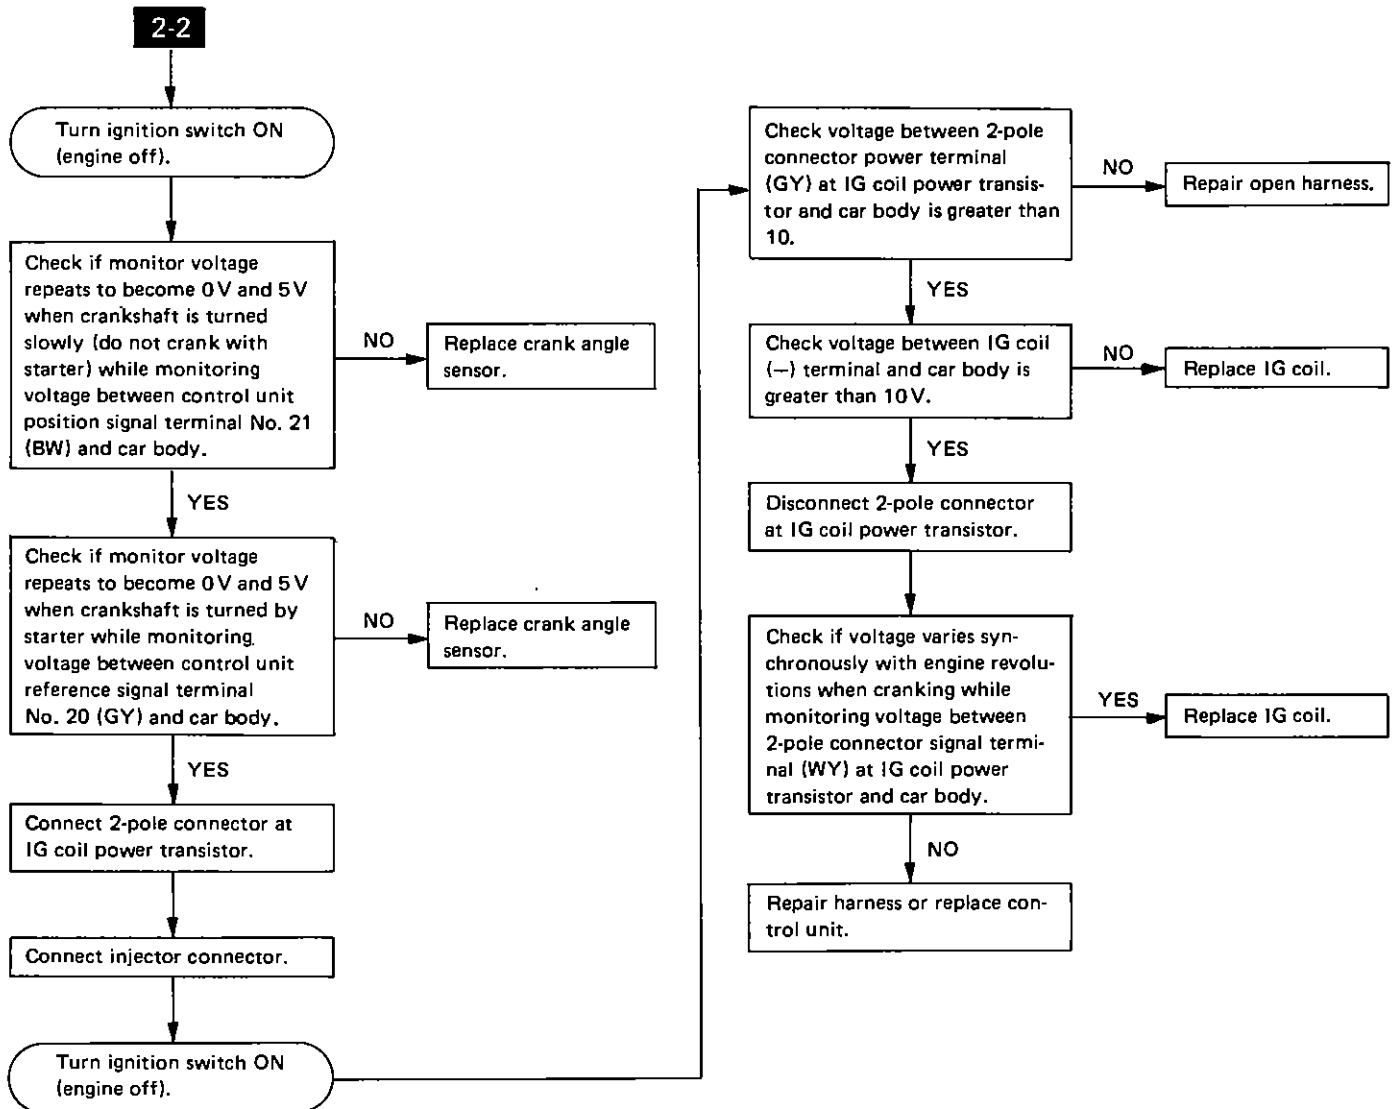 2-2
Turn ignition switch ON
(engine off).
Check if monitor voltage
repeats to become 0V and 5V
when crankshaft is turned
slowly (do not crank with
starter) while monitoring
voltage between control unit
position signal terminal No. 21
(BW) and car body.
NO
Replace crank angle
sensor.
YES
Check if monitor voltage
repeats to become 0V and 5V
when crankshaft is turned by
starter while monitoring
voltage between control unit
reference signal terminal
No. 20 (GY) and car body.
NO
Replace crank angle
sensor.
YES
Connect 2-pole connector at
IG coil power transistor.
Connect injector connector.
Turn ignition switch ON
(engine off).
Check voltage between 2-pole
connector power terminal
(GY) at IG coil power transis-
tor and car body is greater than
10.
NO
Repair open harness.
YES
Check voltage between IG coil
(—) terminal and car body is
greater than 10V.
NO
Replace IG coil.
YES
Disconnect 2-pole connector
at IG coil power transistor.
Check if voltage varies syn-
chronously with engine revolu-
tions when cranking while
monitoring voltage between
2-pole connector signal termi-
nal (WY) at IG coil power
transistor and car body.
YES
Replace IG coil.
NO
Repair harness or replace con-
trol unit.